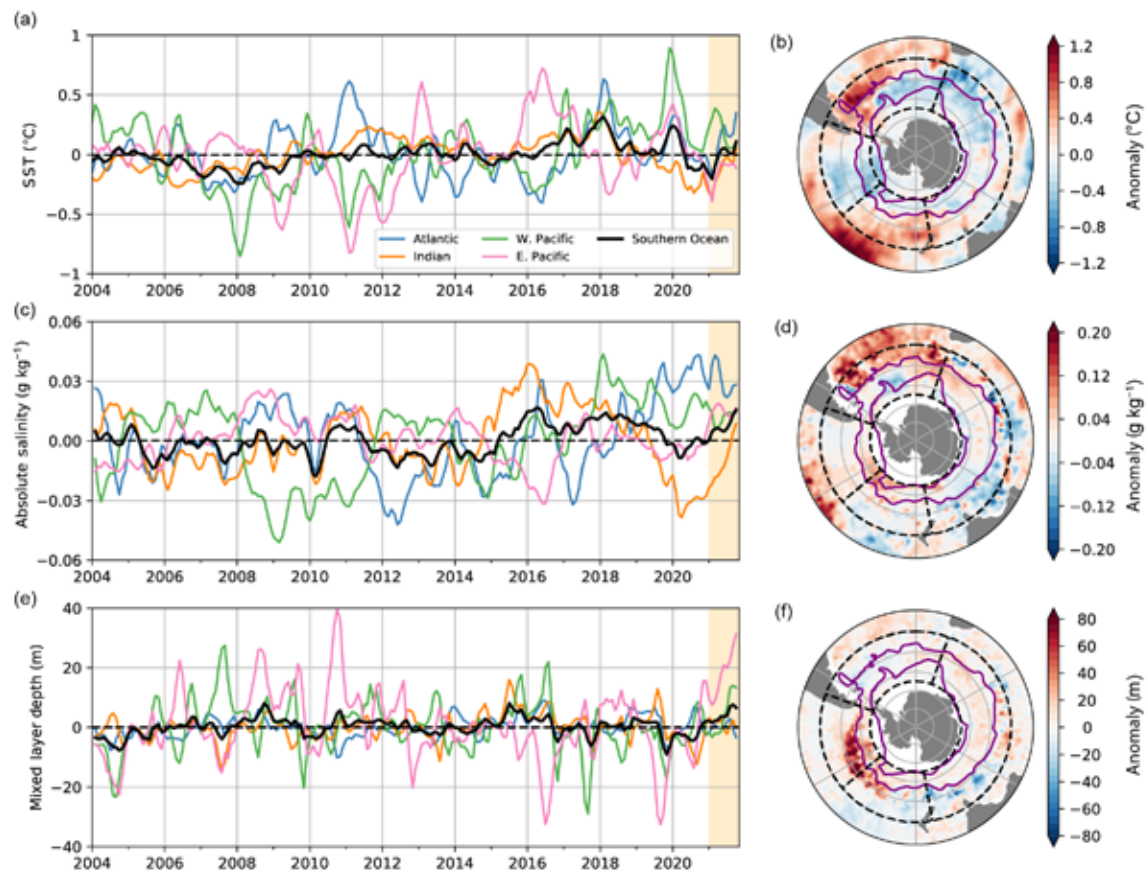 (a)
1
0.5
0
−0.5
−1
SST (°C)
Atlantic
Indian
W. Pacific
E. Pacific
Southern Ocean
2004 2006 2008 2010 2012 2014 2016 2018 2020
(b)
1.2
0.8
0.4
0.0
−0.4
−0.8
−1.2
Anomaly (°C)
(c)
0.06
0.03
0.00
−0.03
−0.06
Absolute salinity (g kg⁻¹)
2004 2006 2008 2010 2012 2014 2016 2018 2020
(d)
0.20
0.12
0.04
−0.04
−0.12
−0.20
Anomaly (g kg⁻¹)
(e)
40
20
0
−20
−40
Mixed layer depth (m)
2004 2006 2008 2010 2012 2014 2016 2018 2020
(f)
80
60
40
20
0
−20
−40
−60
−80
Anomaly (m)